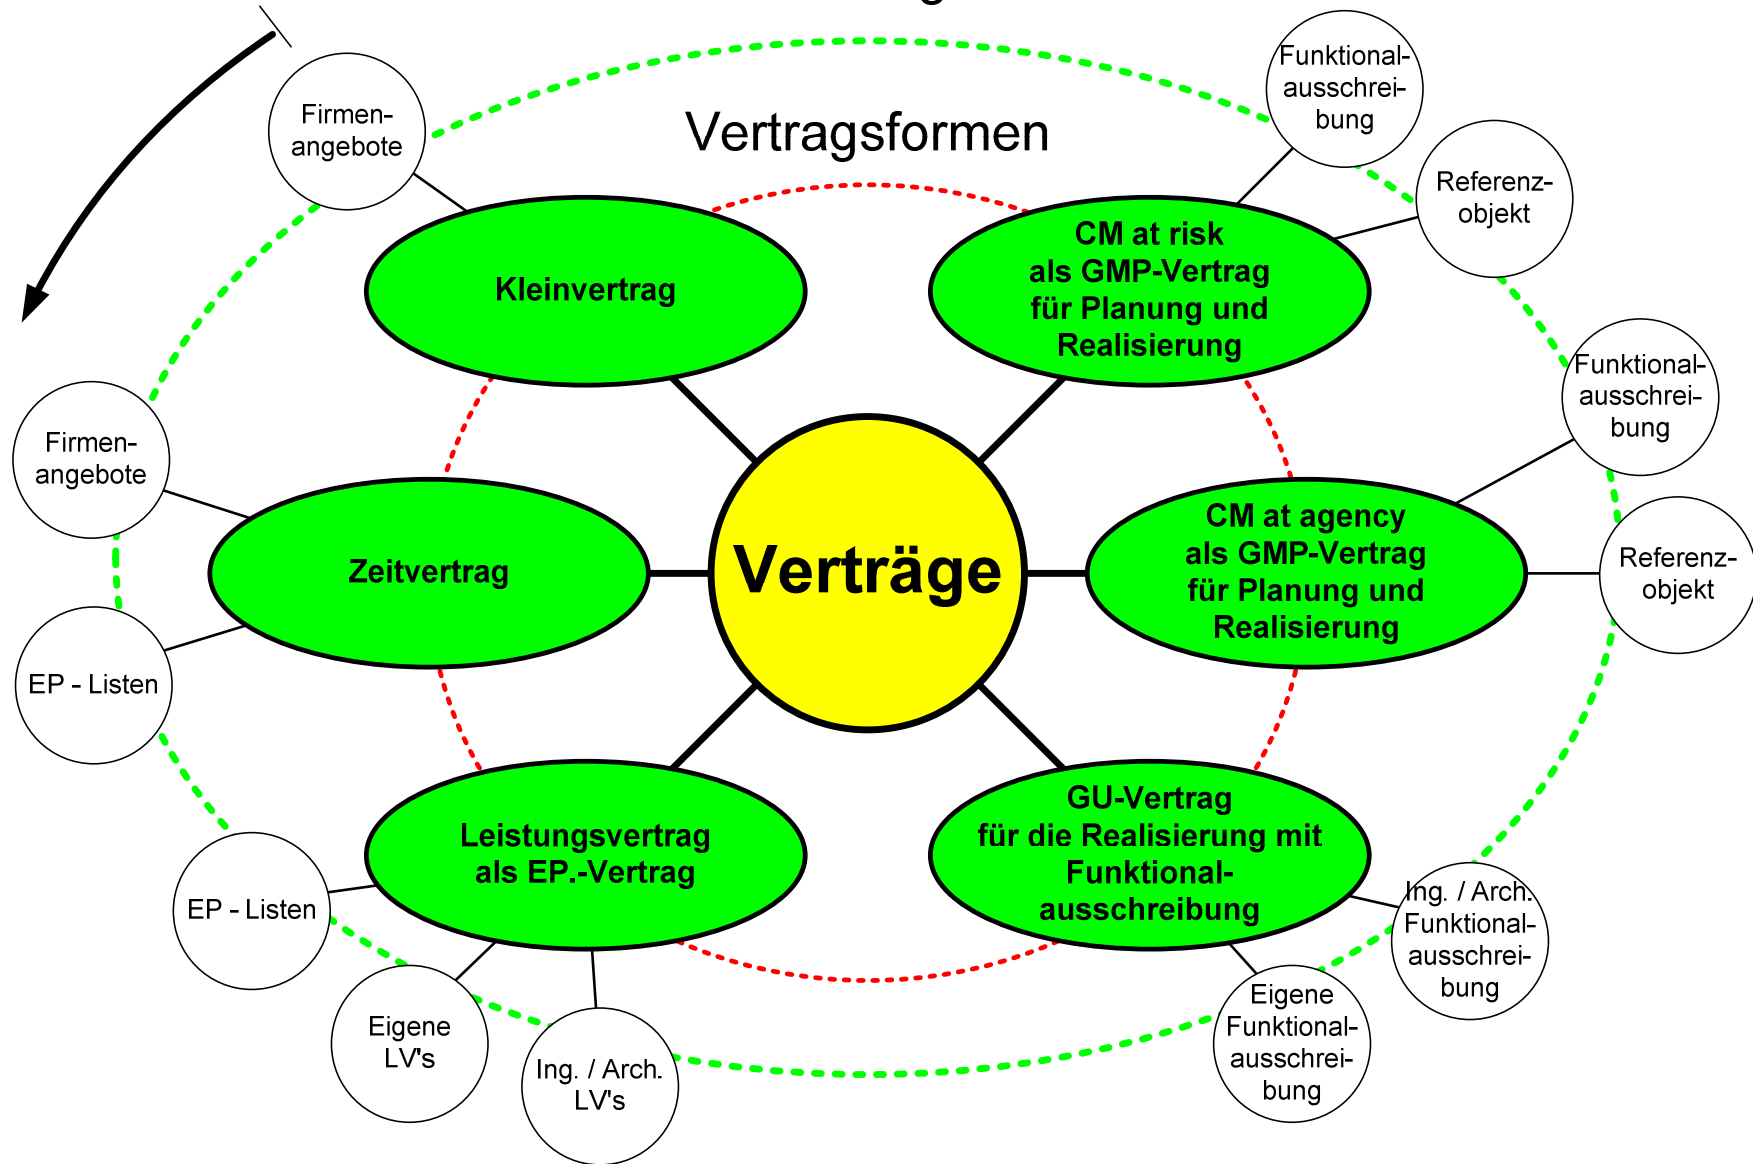 Vertragsformen
Firmen-
angebote
Kleinvertrag
Firmen-
angebote
Zeitvertrag
EP - Listen
Leistungsvertrag
als EP.-Vertrag
EP - Listen
Eigene
LV's
Ing. / Arch.
LV's
Verträge
Funktional-
ausschrei-
bung
Referenz-
objekt
CM at risk
als GMP-Vertrag
für Planung und
Realisierung
Funktional-
ausschrei-
bung
Referenz-
objekt
CM at agency
als GMP-Vertrag
für Planung und
Realisierung
GU-Vertrag
für die Realisierung mit
Funktional-
ausschreibung
Ing. / Arch.
Funktional-
ausschrei-
bung
Eigene
Funktional-
ausschrei-
bung